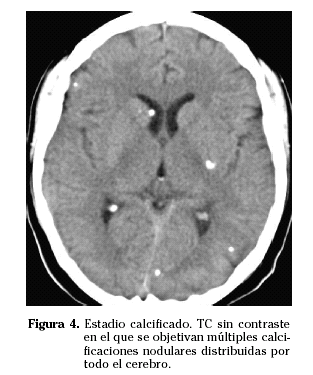 Figura 4. Estadio calcificado. TC sin contraste
en el que se objetivan múltiples calci-
ficaciones nodulares distribuidas por
todo el cerebro.